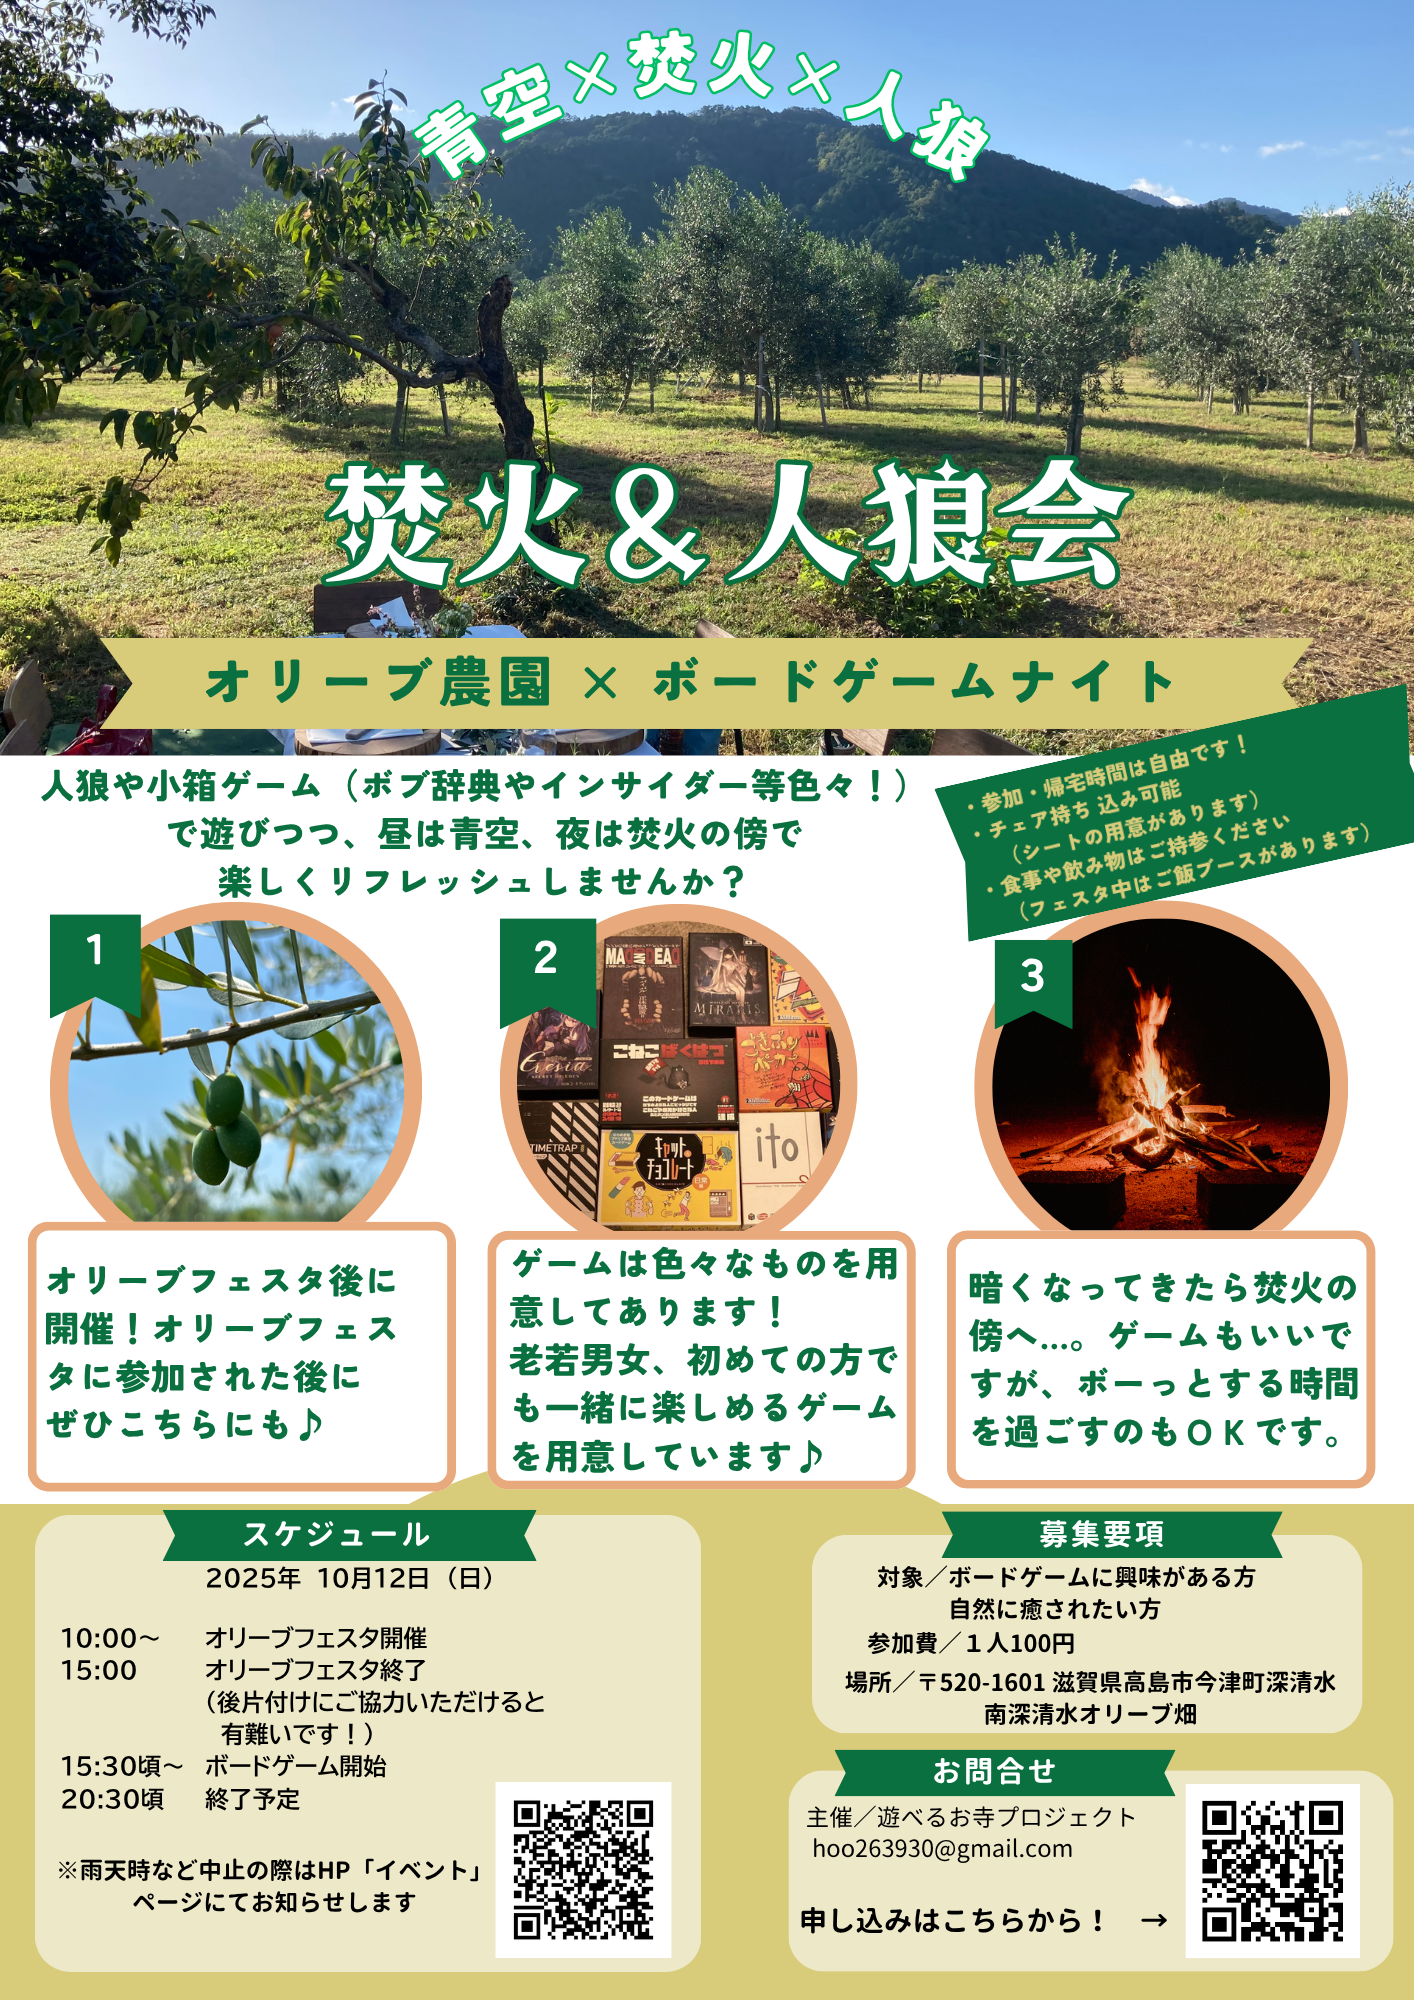 青空×焚火×人狼
焚火&人狼会
オリーブ農園 × ボードゲームナイト
人狼や小箱ゲーム（ボブ辞典やインサイダー等色々！）
で遊びつつ、昼は青空、夜は焚火の傍で
楽しくリフレッシュしませんか？
・参加・帰宅時間は自由です！
・チェア持ち 込み可能
（シートの用意があります）
・食事や飲み物はご持参ください
（フェスタ中はご飯ブースがあります）
1
オリーブフェスタ後に
開催！オリーブフェス
タに参加された後に
ぜひこちらにも♪
2
こねこばくはつ
TIMETRAP
キャット&チョコレート
日常
ito
ゲームは色々なものを用
意してあります！
老若男女、初めての方で
も一緒に楽しめるゲーム
を用意しています♪
3
暗くなってきたら焚火の
傍へ…。ゲームもいいで
すが、ボーっとする時間
を過ごすのもＯＫです。
スケジュール
2025年 10月12日（日）
10:00～ オリーブフェスタ開催
15:00 オリーブフェスタ終了
（後片付けにご協力いただけると
有難いです！）
15:30頃～ ボードゲーム開始
20:30頃 終了予定
※雨天時など中止の際はHP「イベント」
ページにてお知らせします
募集要項
対象／ボードゲームに興味がある方
自然に癒されたい方
参加費／１人100円
場所／〒520-1601 滋賀県高島市今津町深清水
南深清水オリーブ畑
お問合せ
主催／遊べるお寺プロジェクト
hoo263930@gmail.com
申し込みはこちらから！ →